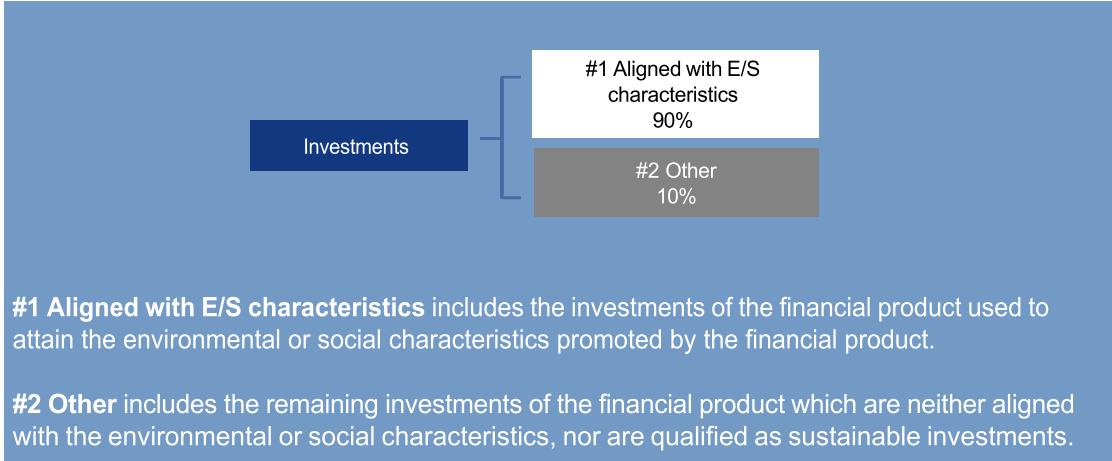 #1 Aligned with E/S
characteristics
90%
Investments
#2 Other
10%
#1 Aligned with E/S characteristics includes the investments of the financial product used to
attain the environmental or social characteristics promoted by the financial product.
#2 Other includes the remaining investments of the financial product which are neither aligned
with the environmental or social characteristics, nor are qualified as sustainable investments.